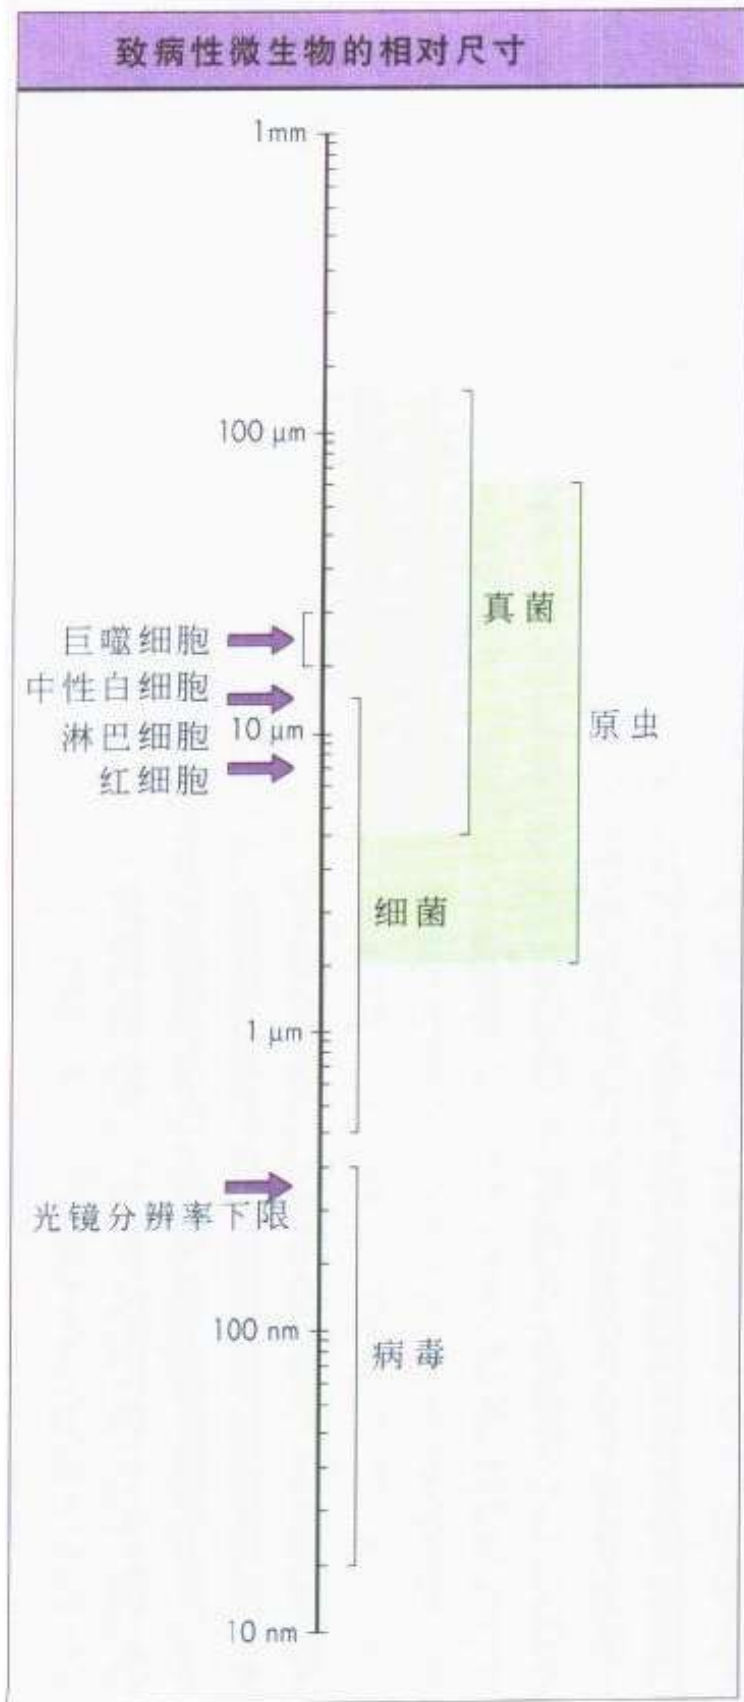 致病性微生物的相对尺寸
1mm
100 μm
真菌
巨噬细胞
中性白细胞
原虫
淋巴细胞 10 μm
红细胞
细菌
1 μm
光镜分辨率下限
100 nm
病毒
10 nm